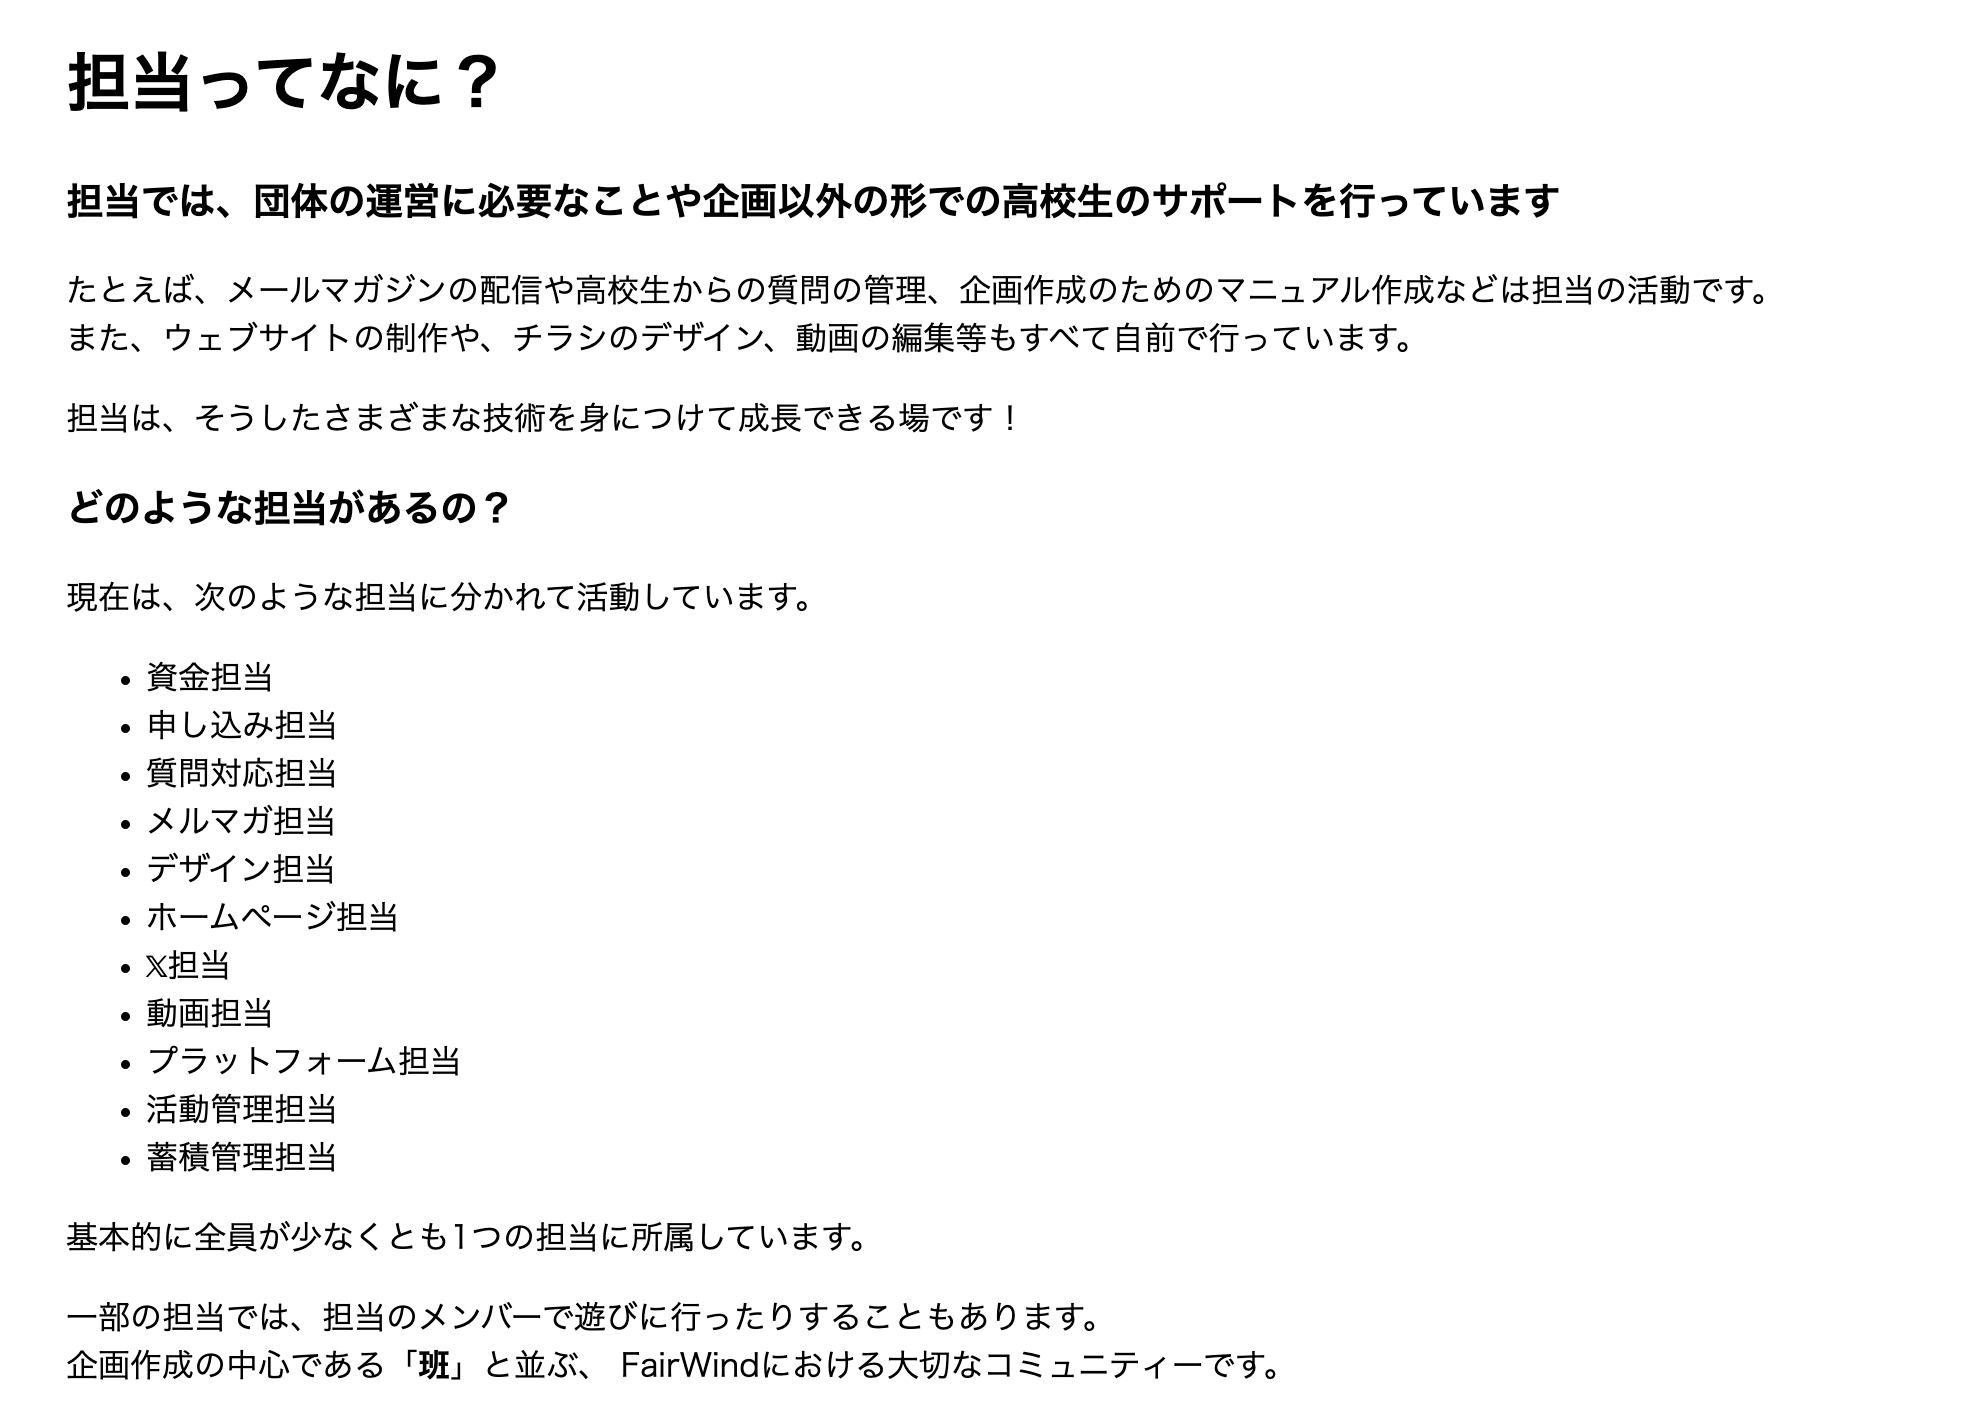 担当ってなに？
担当では、団体の運営に必要なことや企画以外の形での高校生のサポートを行っています
たとえば、メールマガジンの配信や高校生からの質問の管理、企画作成のためのマニュアル作成などは担当の活動です。
また、ウェブサイトの制作や、チラシのデザイン、動画の編集等もすべて自前で行っています。
担当は、そうしたさまざまな技術を身につけて成長できる場です！
どのような担当があるの？
現在は、次のような担当に分かれて活動しています。
• 資金担当
• 申し込み担当
• 質問対応担当
• メルマガ担当
• デザイン担当
• ホームページ担当
• 𝕏担当
• 動画担当
• プラットフォーム担当
• 活動管理担当
• 蓄積管理担当
基本的に全員が少なくとも1つの担当に所属しています。
一部の担当では、担当のメンバーで遊びに行ったりすることもあります。
企画作成の中心である「班」と並ぶ、 FairWindにおける大切なコミュニティーです。